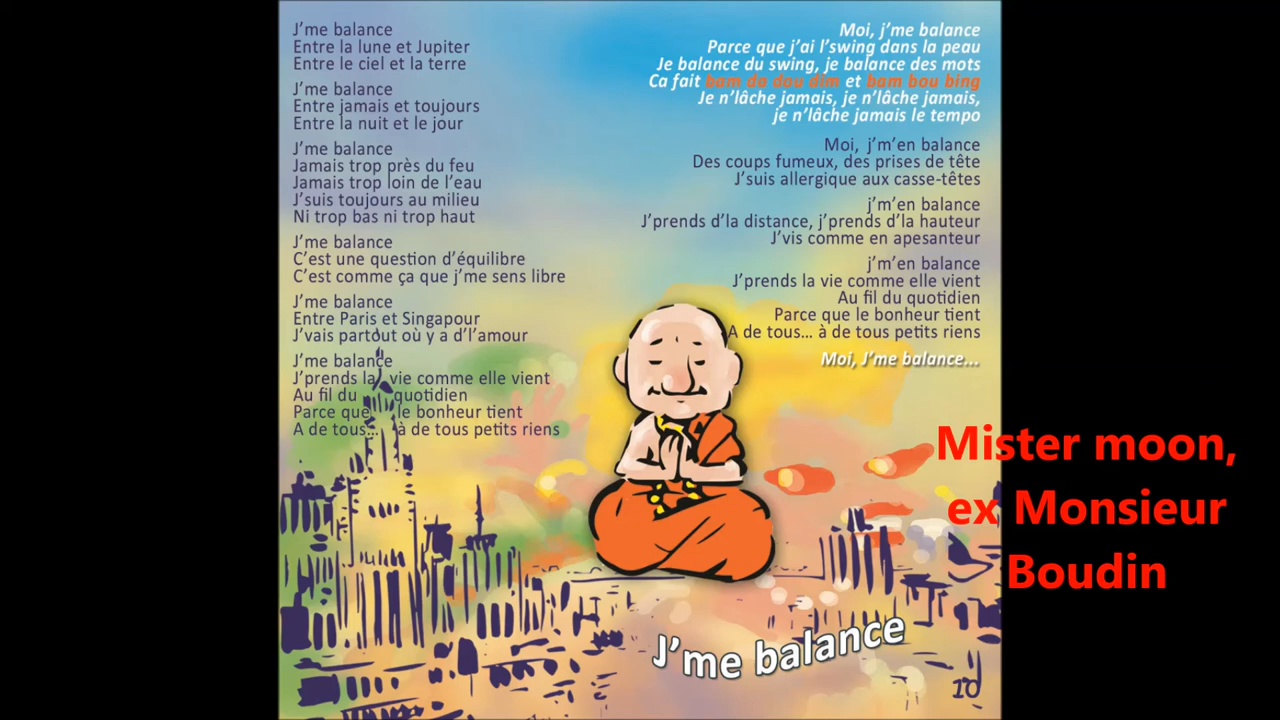 J'me balance
Entre la lune et Jupiter
Entre le ciel et la terre
J'me balance
Entre jamais et toujours
Entre la nuit et le jour
J'me balance
Jamais trop près du feu
Jamais trop loin de l'eau
J'suis toujours au milieu
Ni trop bas ni trop haut
J'me balance
C'est une question d'équilibre
C'est comme ça que j'me sens libre
J'me balance
Entre Paris et Singapour
J'vais partout où y a d'l'amour
J'me balance
J'prends la vie comme elle vient
Au fil du quotidien
Parce que le bonheur tient
A de tous... à de tous petits riens
Moi, j'me balance
Parce que j'ai l'swing dans la peau
Je balance du swing, je balance des mots
Ca fait bam da dou dim et bam bou bing
Je n'lâche jamais, je n'lâche jamais,
je n'lâche jamais le tempo
Moi, j'm'en balance
Des coups fumeux, des prises de tête
J'suis allergique aux casse-têtes
j'm'en balance
J'prends d'la distance, j'prends d'la hauteur
J'vis comme en apesanteur
j'm'en balance
J'prends la vie comme elle vient
Au fil du quotidien
Parce que le bonheur tient
A de tous... à de tous petits riens
Moi, J'me balance...
Mister moon,
ex Monsieur
Boudin
J'me balance